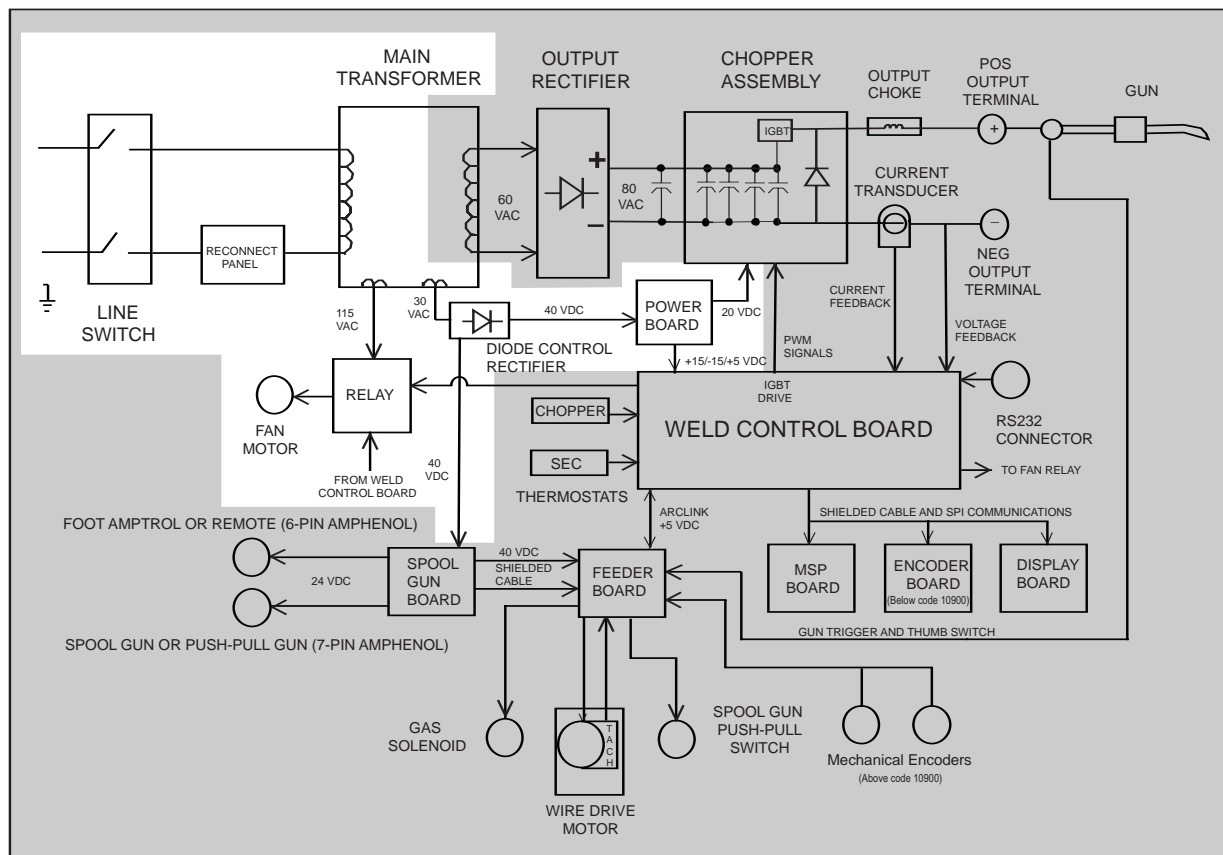 MAIN
TRANSFORMER
OUTPUT
RECTIFIER
CHOPPER
ASSEMBLY
OUTPUT
CHOKE
POS
OUTPUT
TERMINAL
GUN
IGBT
+
+
60
VAC
80
VAC
–
CURRENT
TRANSDUCER
–
NEG
OUTPUT
TERMINAL
RECONNECT
PANEL
LINE
SWITCH
115
VAC
30
VAC
40 VDC
POWER
BOARD
20 VDC
CURRENT
FEEDBACK
VOLTAGE
FEEDBACK
PWM
SIGNALS
DIODE CONTROL
RECTIFIER
+15/-15/+5 VDC
RELAY
FAN
MOTOR
FROM WELD
CONTROL BOARD
40
VDC
IGBT
DRIVE
WELD CONTROL BOARD
CHOPPER
SEC
THERMOSTATS
RS232
CONNECTOR
TO FAN RELAY
ARCLINK
+5 VDC
SHIELDED CABLE AND SPI COMMUNICATIONS
MSP
BOARD
ENCODER
BOARD
(Below code 10900)
DISPLAY
BOARD
FOOT AMPTROL OR REMOTE (6-PIN AMPHENOL)
24 VDC
SPOOL
GUN
BOARD
40 VDC
SHIELDED
CABLE
FEEDER
BOARD
SPOOL GUN OR PUSH-PULL GUN (7-PIN AMPHENOL)
GUN TRIGGER AND THUMB SWITCH
GAS
SOLENOID
T
A
C
H
WIRE DRIVE
MOTOR
SPOOL GUN
PUSH-PULL
SWITCH
Mechanical Encoders
(Above code 10900)